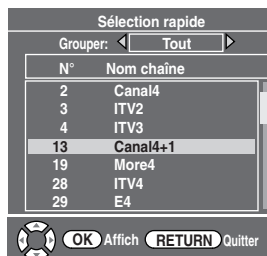 Sélection rapide
Grouper: Tout
N° Nom chaîne
2 Canal4
3 ITV2
4 ITV3
13 Canal4+1
19 More4
28 ITV4
29 E4
OK Affich RETURN Quitter